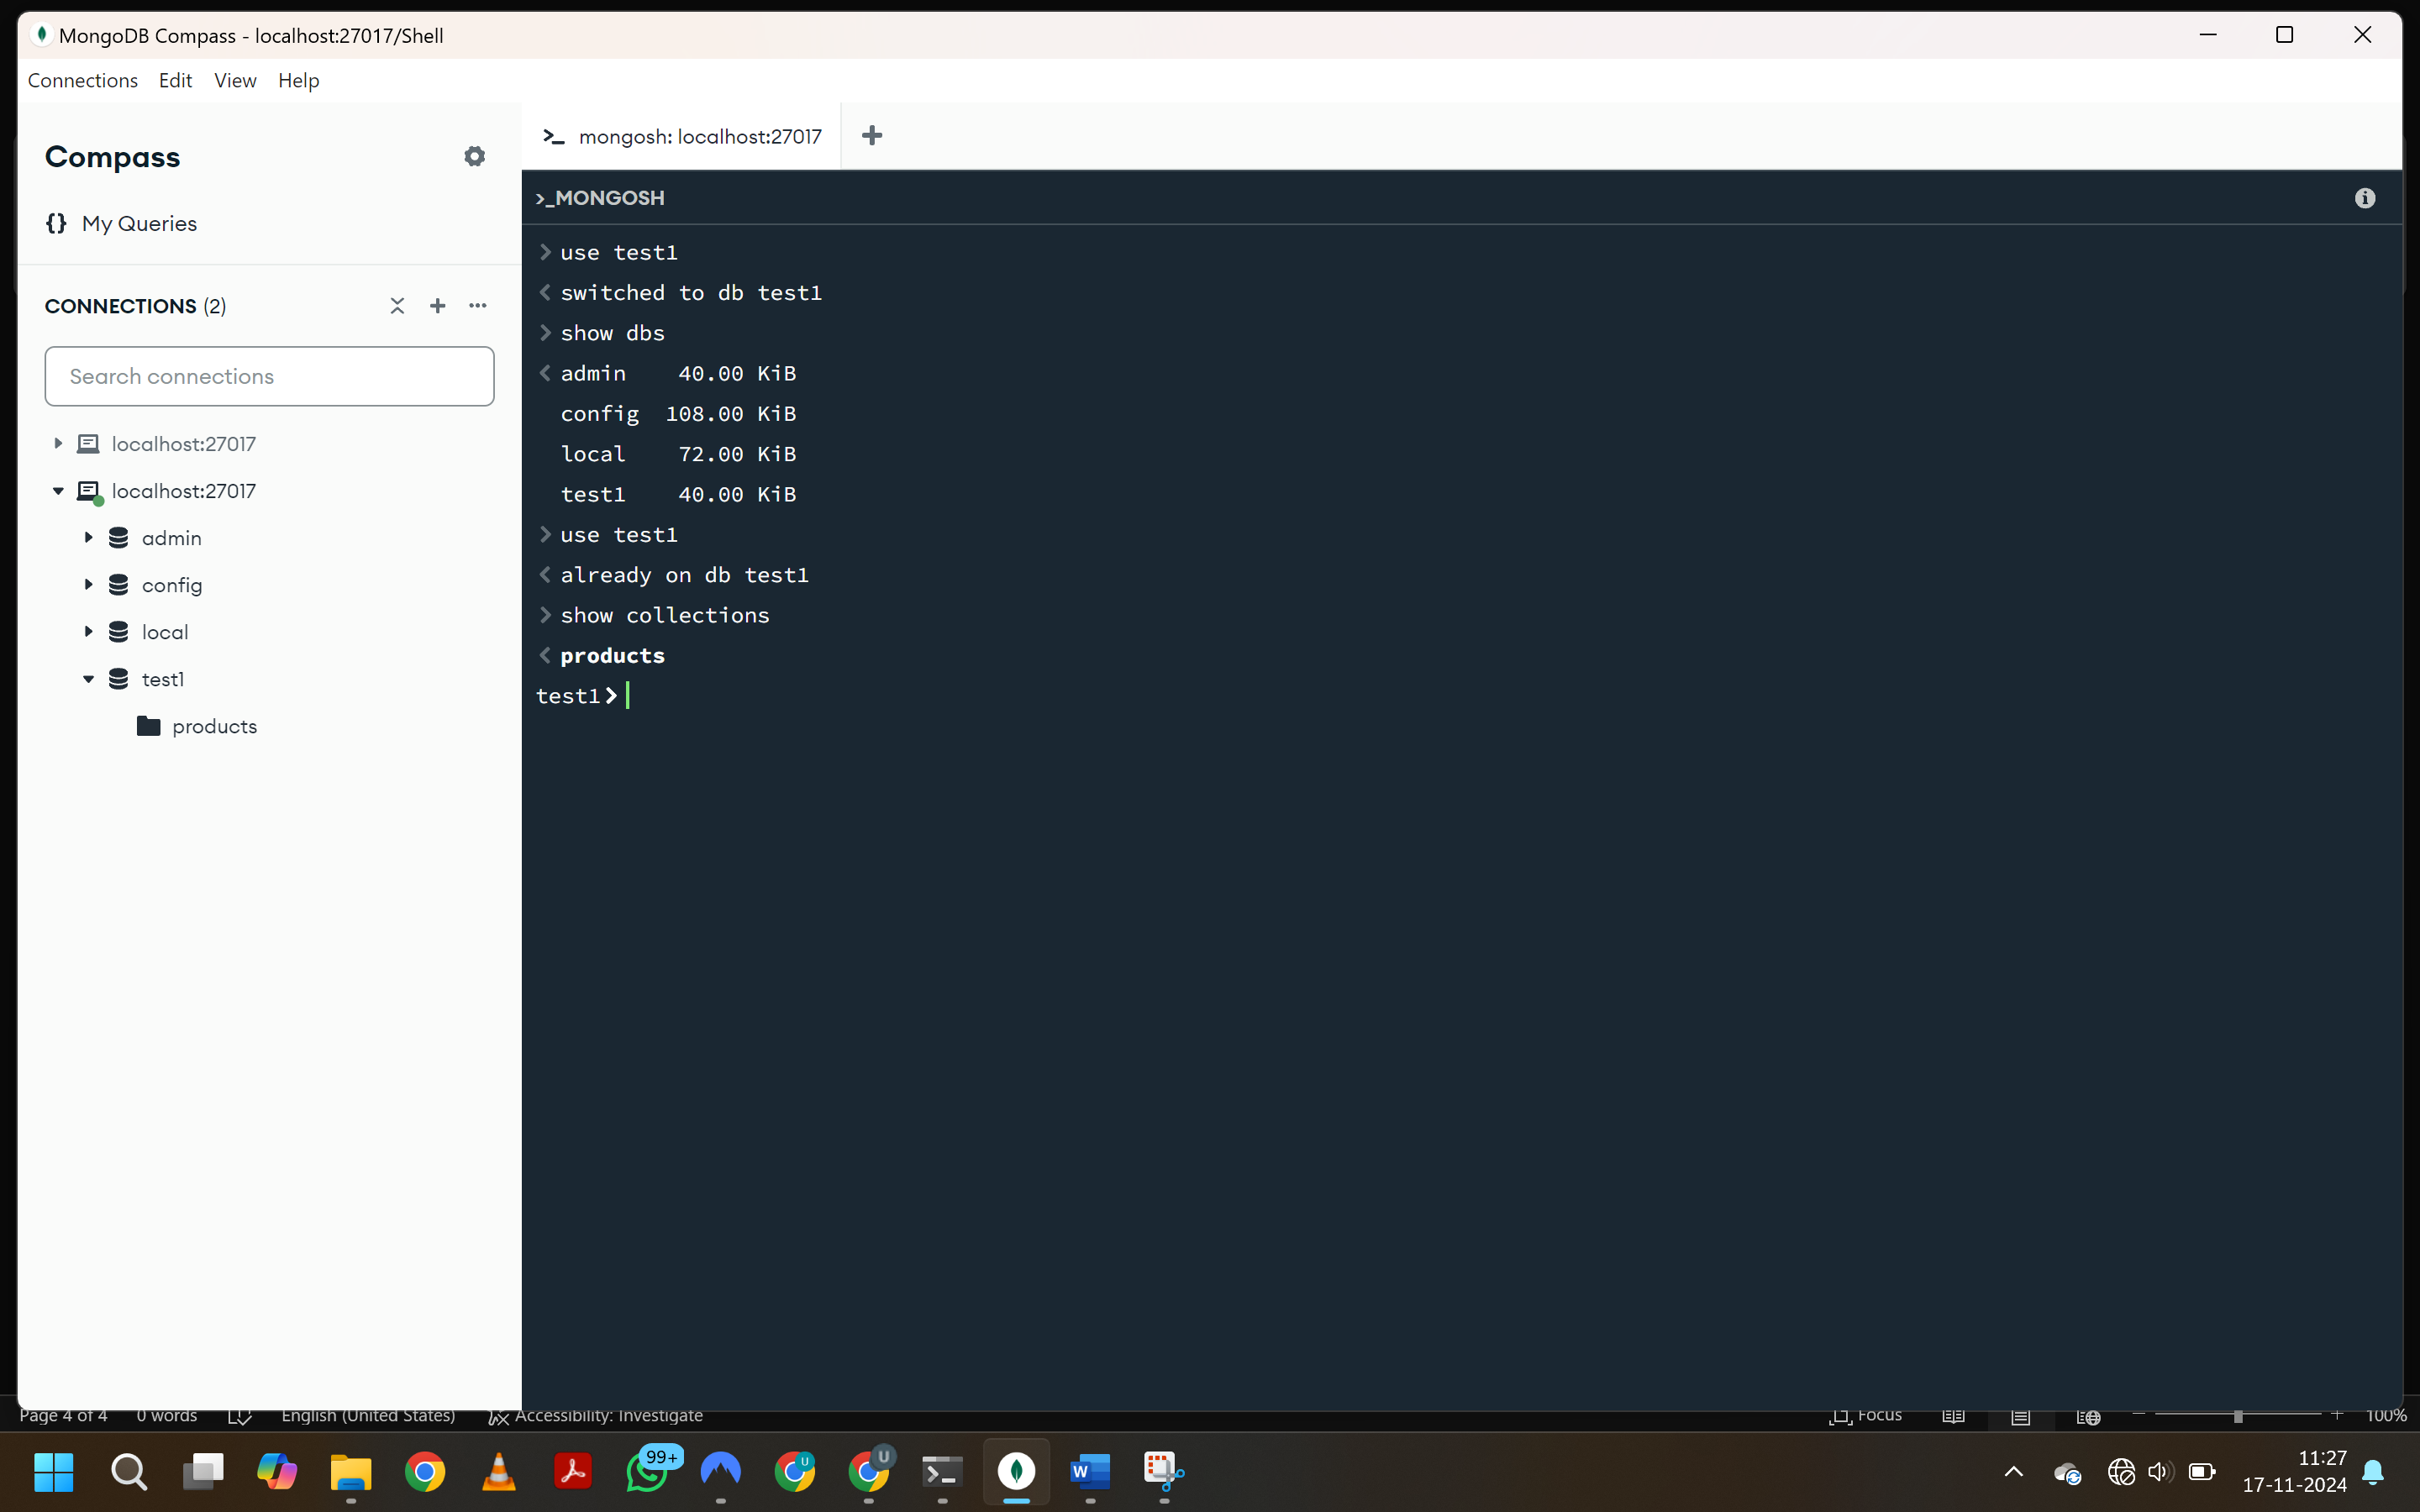 MongoDB Compass - localhost:27017/Shell
Connections Edit View Help
Compass
{} My Queries
CONNECTIONS (2)
Search connections
localhost:27017
localhost:27017
admin
config
local
test1
products
>_ mongosh: localhost:27017 +
>_MONGOSH
> use test1
< switched to db test1
> show dbs
< admin 40.00 KiB
config 108.00 KiB
local 72.00 KiB
test1 40.00 KiB
> use test1
< already on db test1
> show collections
< products
test1>
Page 4 of 4 0 words English (United States) Accessibility: Investigate Focus 100%
99+
U
U
W
11:27
17-11-2024